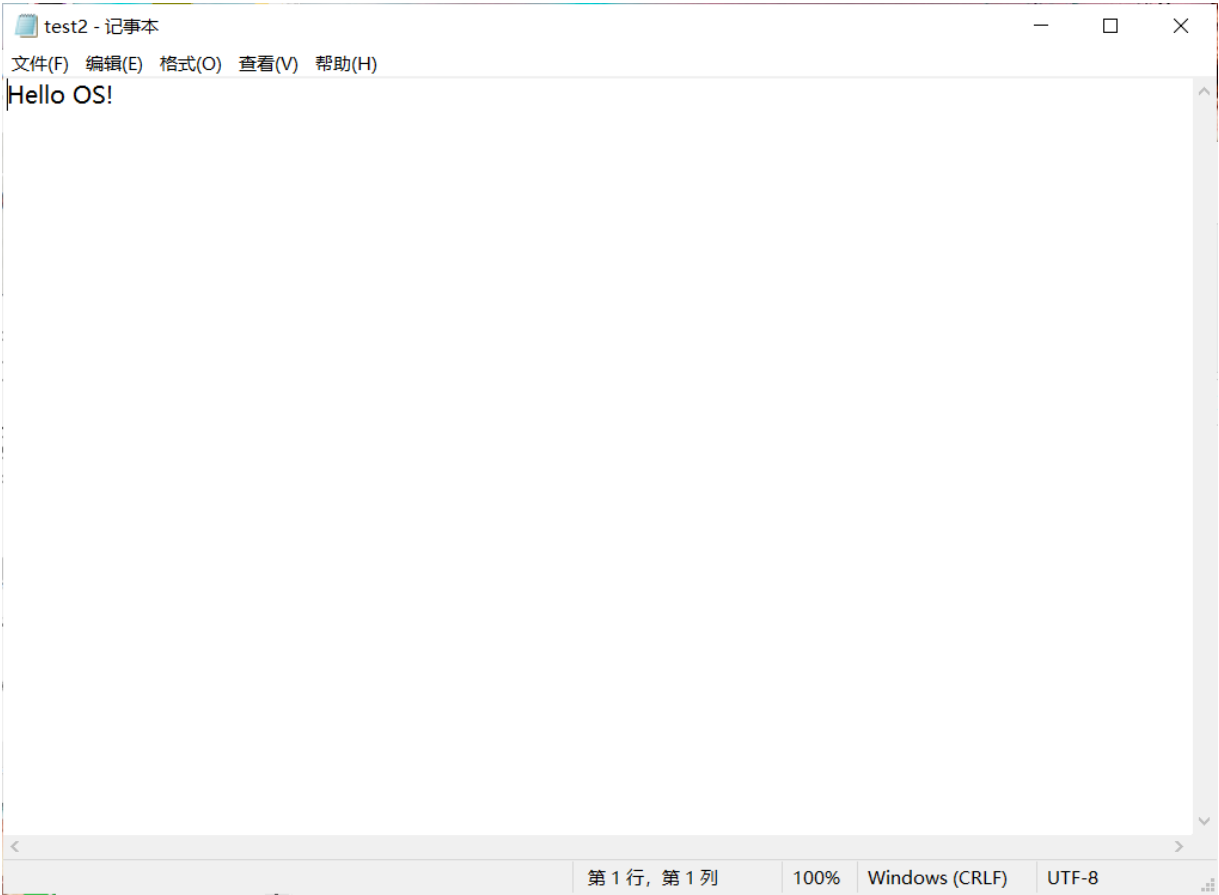 test2 - 记事本
文件(F) 编辑(E) 格式(O) 查看(V) 帮助(H)
Hello OS!
第 1 行，第 1 列 100% Windows (CRLF) UTF-8